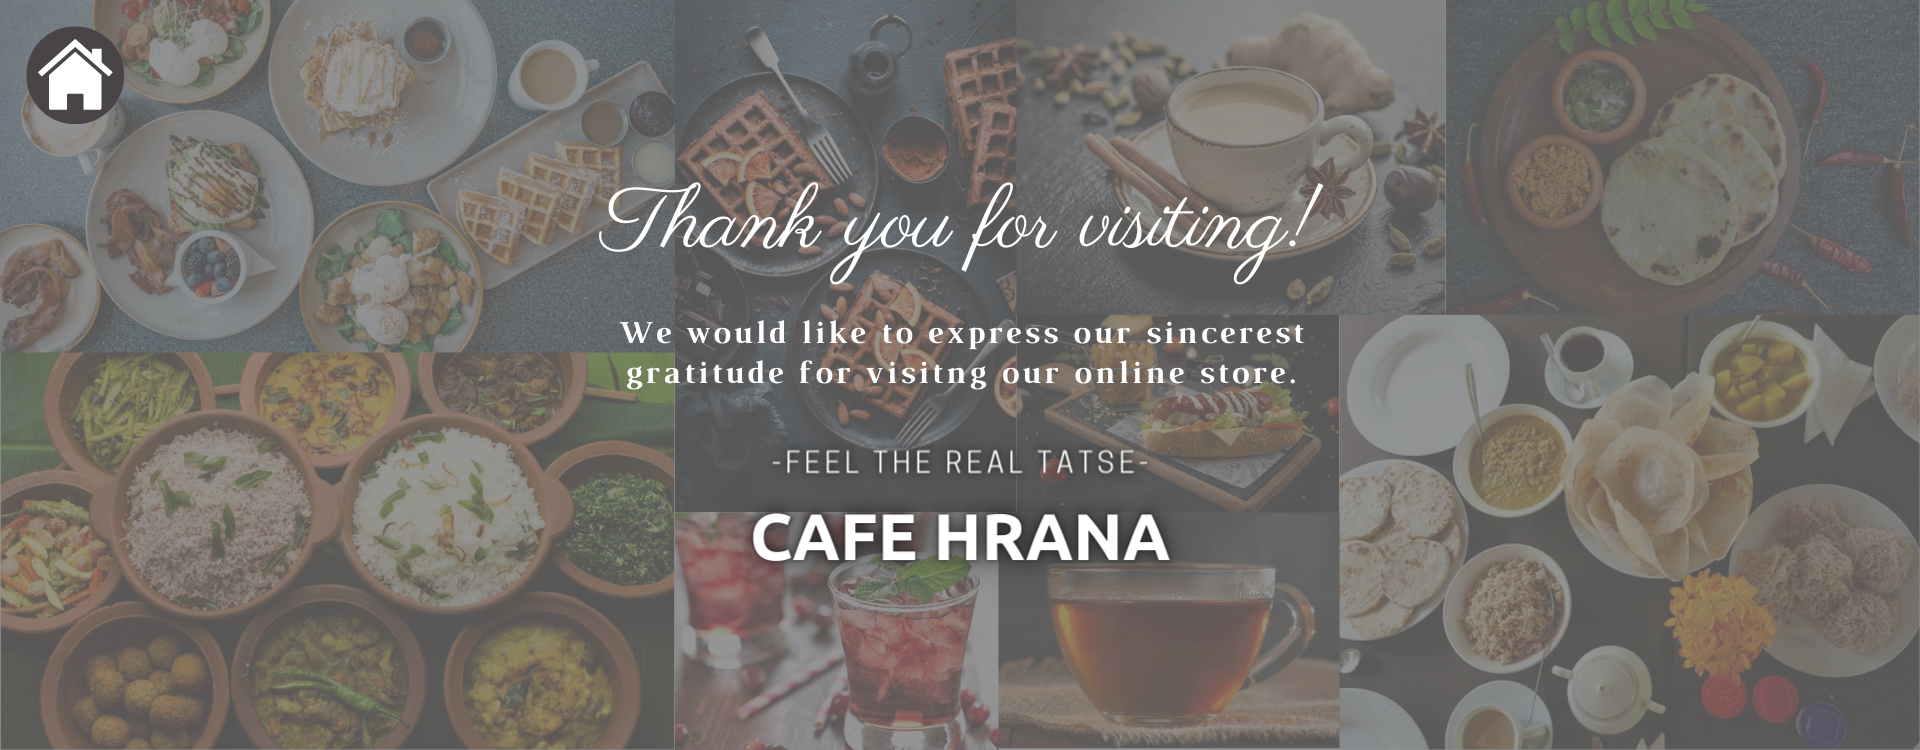 Thank you for visiting!
We would like to express our sincerest
gratitude for visitng our online store.
-FEEL THE REAL TATSE-
CAFE HRANA